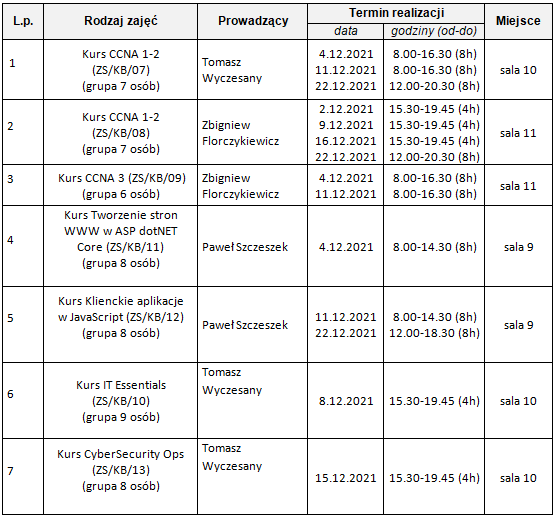 L.p.
Rodzaj zajęć
Prowadzący
Termin realizacji
data
godziny (od-do)
Miejsce
1
Kurs CCNA 1-2
(ZS/KB/07)
(grupa 7 osób)
Tomasz
Wyczesany
4.12.2021
11.12.2021
22.12.2021
8.00-16.30 (8h)
8.00-16.30 (8h)
12.00-20.30 (8h)
sala 10
2
Kurs CCNA 1-2
(ZS/KB/08)
(grupa 7 osób)
Zbigniew
Florczykiewicz
2.12.2021
9.12.2021
16.12.2021
22.12.2021
15.30-19.45 (4h)
15.30-19.45 (4h)
15.30-19.45 (4h)
12.00-20.30 (8h)
sala 11
3
Kurs CCNA 3 (ZS/KB/09)
(grupa 6 osób)
Zbigniew
Florczykiewicz
4.12.2021
11.12.2021
8.00-16.30 (8h)
8.00-16.30 (8h)
sala 11
4
Kurs Tworzenie stron
WWW w ASP dotNET
Core (ZS/KB/11)
(grupa 8 osób)
Paweł Szczeszek
4.12.2021
8.00-14.30 (8h)
sala 9
5
Kurs Klienckie aplikacje
w JavaScript (ZS/KB/12)
(grupa 8 osób)
Paweł Szczeszek
11.12.2021
22.12.2021
8.00-14.30 (8h)
12.00-18.30 (8h)
sala 9
6
Kurs IT Essentials
(ZS/KB/10)
(grupa 9 osób)
Tomasz
Wyczesany
8.12.2021
15.30-19.45 (4h)
sala 10
7
Kurs CyberSecurity Ops
(ZS/KB/13)
(grupa 8 osób)
Tomasz
Wyczesany
15.12.2021
15.30-19.45 (4h)
sala 10